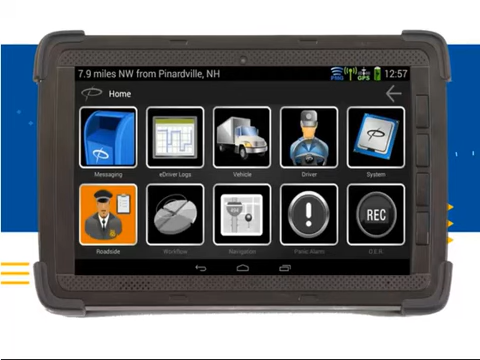 7.9 miles NW from Pinardville, NH
GPS
12:57
Home
Messaging
eDriver Logs
Vehicle
Driver
System
REC
Roadside
Workflow
Navigation
Panic Alarm